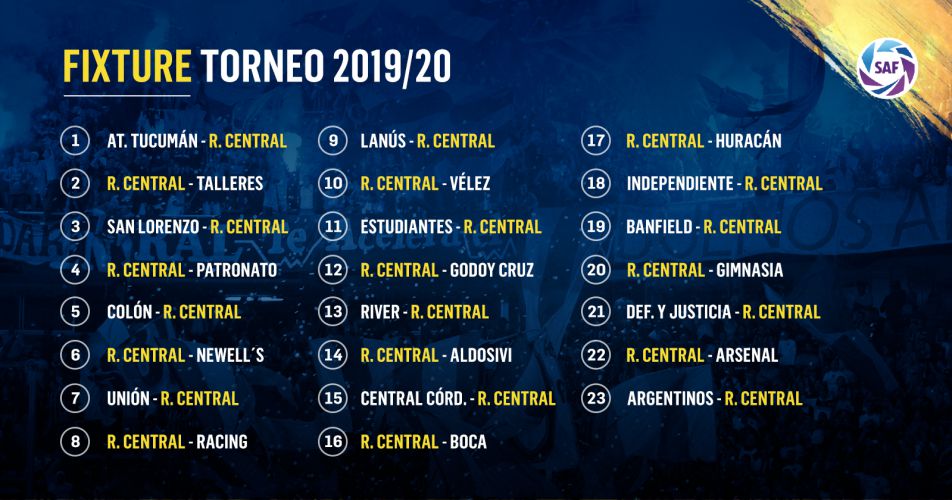 FIXTURE TORNEO 2019/20
SAF
1 AT. TUCUMÁN - R. CENTRAL
2 R. CENTRAL - TALLERES
3 SAN LORENZO - R. CENTRAL
4 R. CENTRAL - PATRONATO
5 COLÓN - R. CENTRAL
6 R. CENTRAL - NEWELL´S
7 UNIÓN - R. CENTRAL
8 R. CENTRAL - RACING
9 LANÚS - R. CENTRAL
10 R. CENTRAL - VÉLEZ
11 ESTUDIANTES - R. CENTRAL
12 R. CENTRAL - GODOY CRUZ
13 RIVER - R. CENTRAL
14 R. CENTRAL - ALDOSIVI
15 CENTRAL CÓRD. - R. CENTRAL
16 R. CENTRAL - BOCA
17 R. CENTRAL - HURACÁN
18 INDEPENDIENTE - R. CENTRAL
19 BANFIELD - R. CENTRAL
20 R. CENTRAL - GIMNASIA
21 DEF. Y JUSTICIA - R. CENTRAL
22 R. CENTRAL - ARSENAL
23 ARGENTINOS - R. CENTRAL